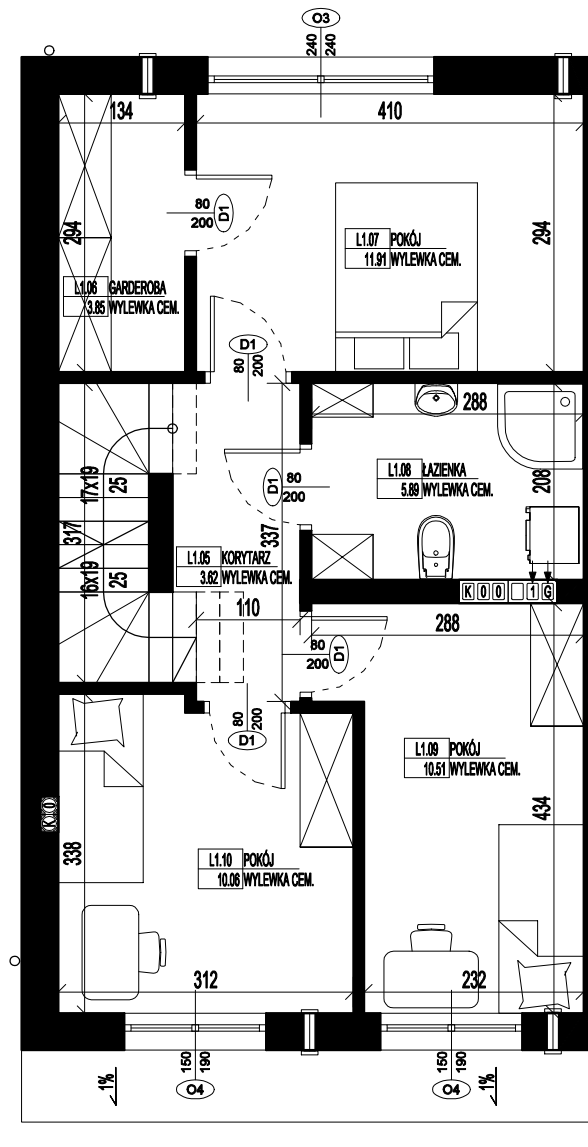 O3
240 240
134
410
80
200 D1
294
294
L1.07 POKÓJ
11.91 WYLEWKA CEM.
L1.06 GARDEROBA
3.85 WYLEWKA CEM.
D1
80 200
288
17x19
25
317
16x19
25
80
200 D1
337
L1.08 ŁAZIENKA
5.89 WYLEWKA CEM.
208
L1.05 KORYTARZ
3.62 WYLEWKA CEM.
K 0 0 1 G
110
288
80
200 D1
80 200
D1
L1.09 POKÓJ
10.51 WYLEWKA CEM.
434
K 0
338
L1.10 POKÓJ
10.06 WYLEWKA CEM.
312
232
150 190
O4
1%
150 190
O4
1%